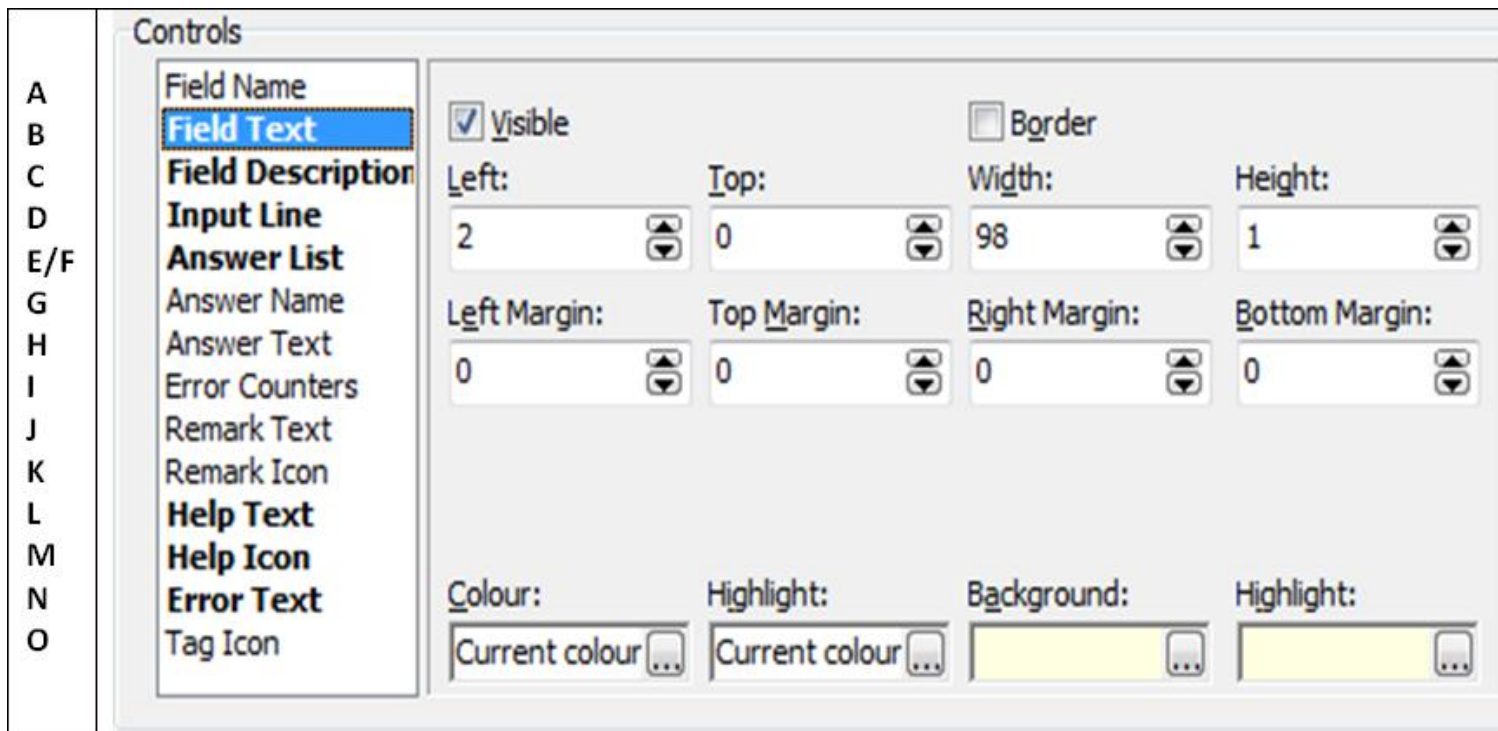 Controls
A Field Name
B Field Text Visible Border
C Field Description Left: Top: Width: Height:
D Input Line 2 0 98 1
E/F Answer List
G Answer Name Left Margin: Top Margin: Right Margin: Bottom Margin:
H Answer Text 0 0 0 0
I Error Counters
J Remark Text
K Remark Icon
L Help Text
M Help Icon
N Error Text Colour: Highlight: Background: Highlight:
O Tag Icon Current colour ... Current colour ... ... ...